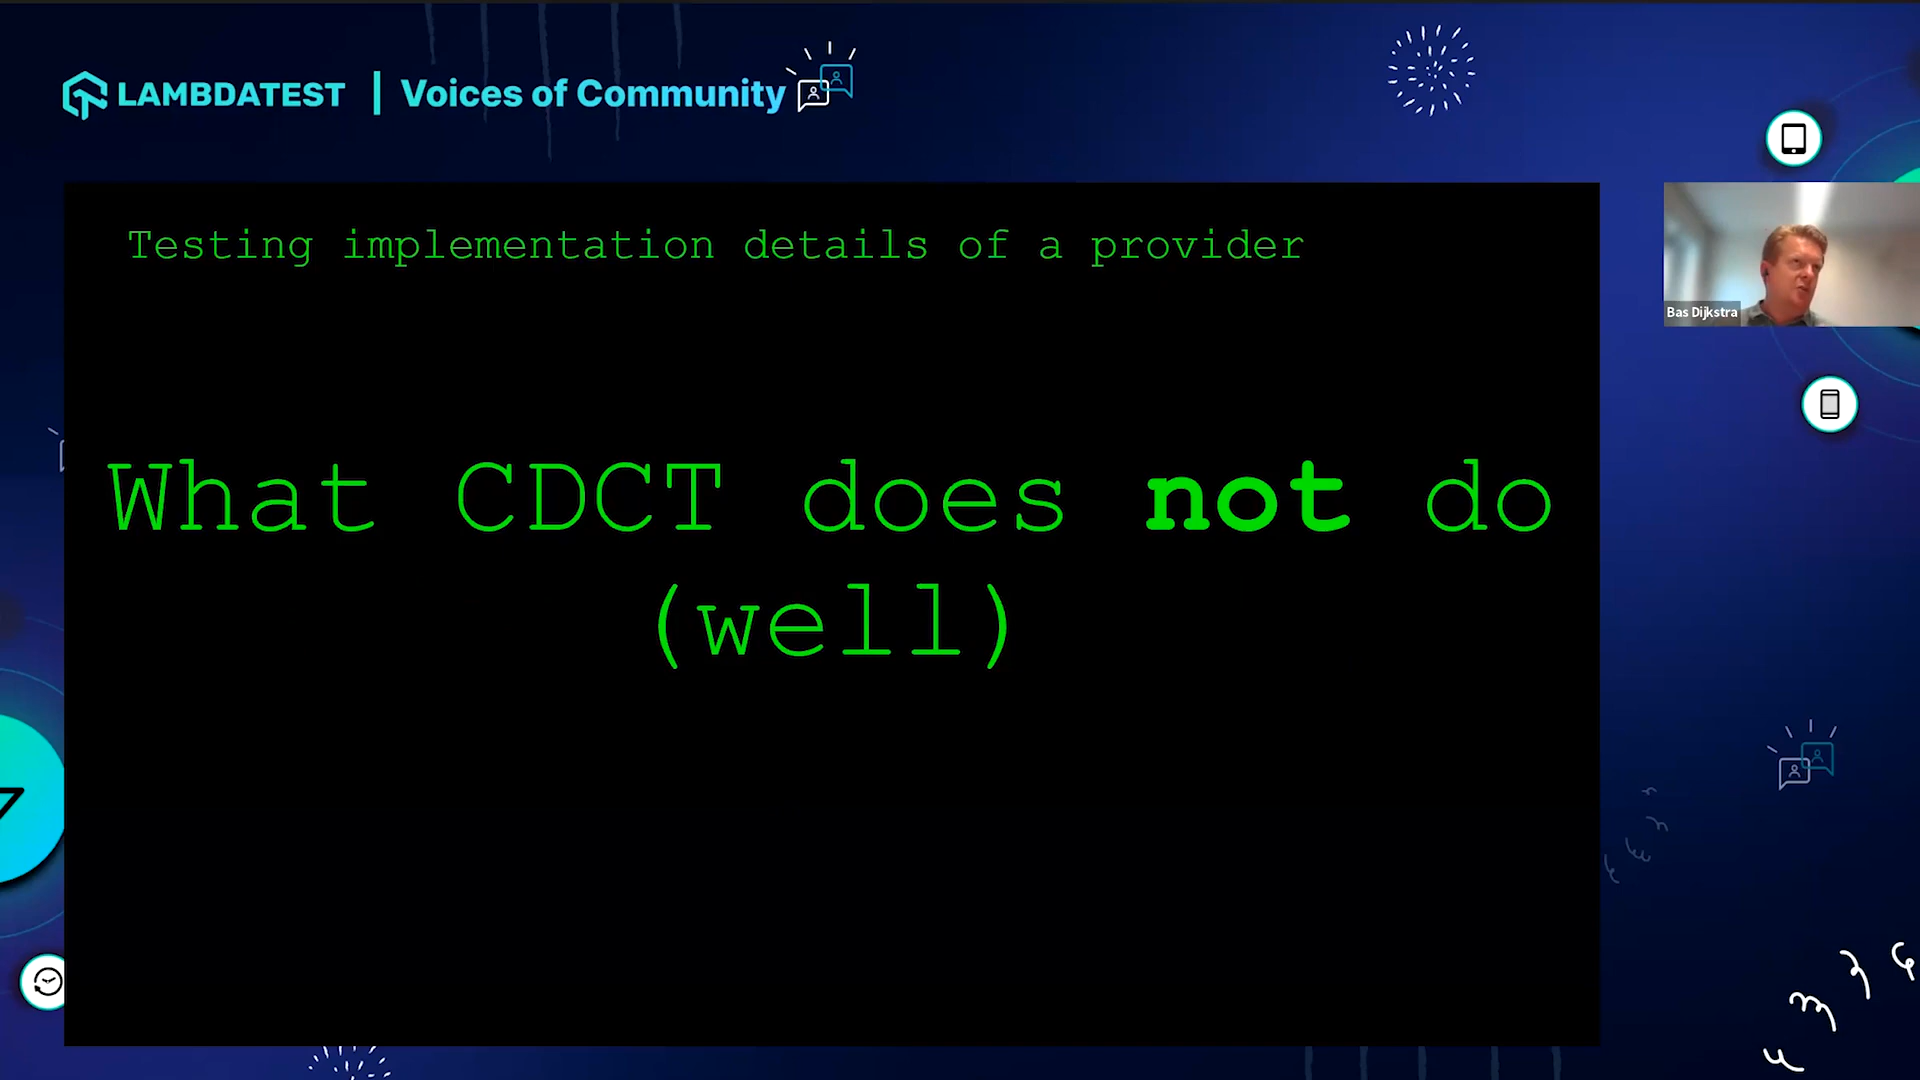 LAMBDATEST | Voices of Community
Testing implementation details of a provider
What CDCT does not do
(well)
Bas Dijkstra